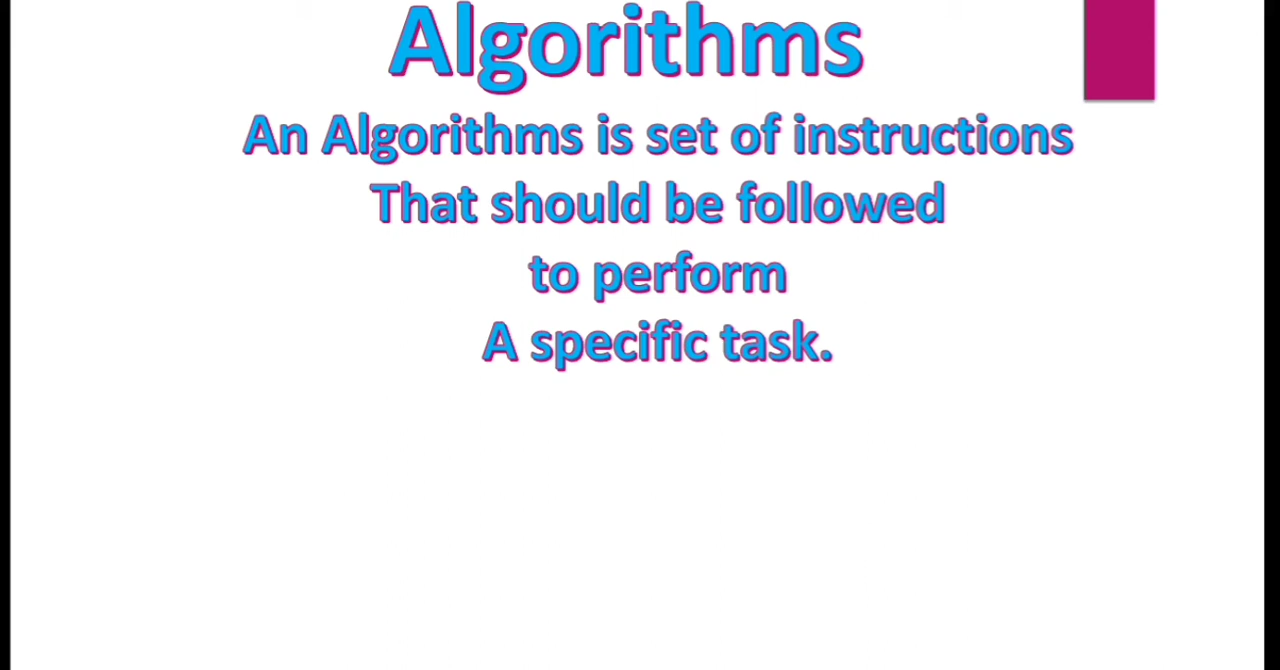 Algorithms
An Algorithms is set of instructions
That should be followed
to perform
A specific task.